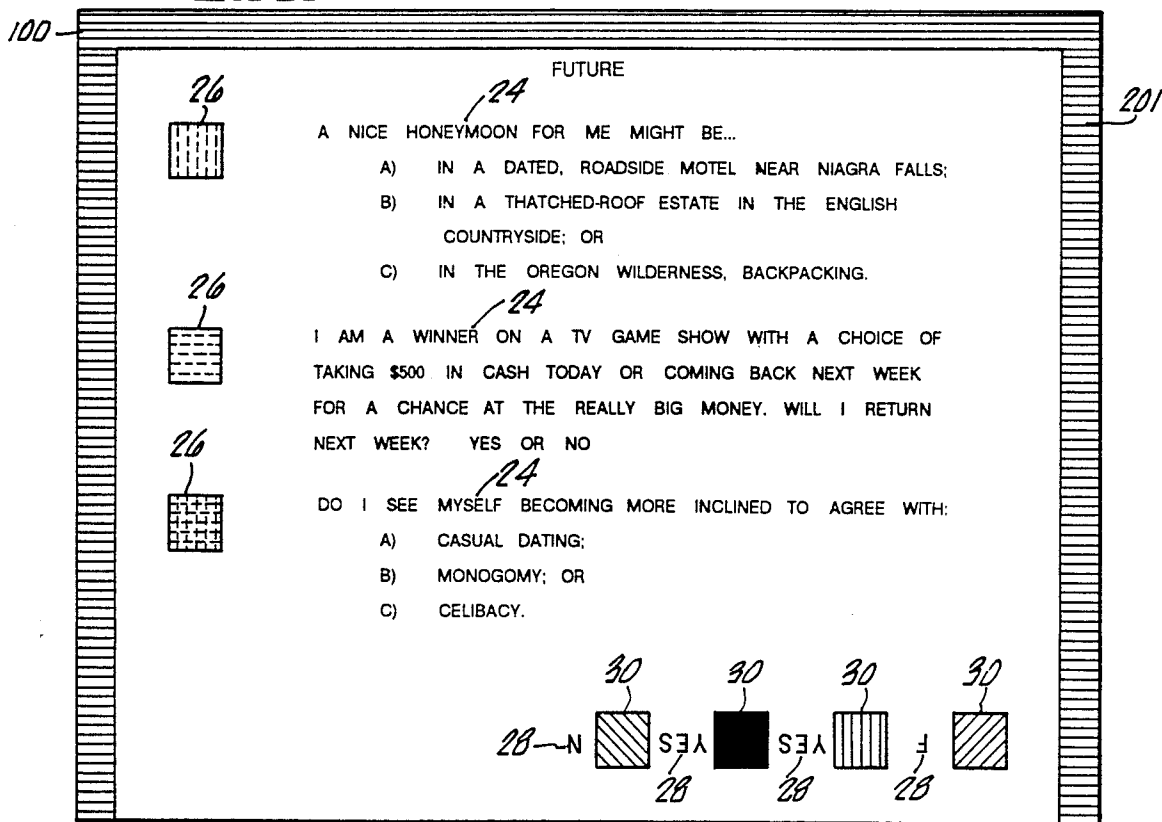 100
FUTURE
26
24
201
A NICE HONEYMOON FOR ME MIGHT BE...
A) IN A DATED, ROADSIDE MOTEL NEAR NIAGRA FALLS;
B) IN A THATCHED-ROOF ESTATE IN THE ENGLISH
COUNTRYSIDE; OR
C) IN THE OREGON WILDERNESS, BACKPACKING.
26
24
I AM A WINNER ON A TV GAME SHOW WITH A CHOICE OF
TAKING $500 IN CASH TODAY OR COMING BACK NEXT WEEK
FOR A CHANCE AT THE REALLY BIG MONEY. WILL I RETURN
NEXT WEEK? YES OR NO
26
24
DO I SEE MYSELF BECOMING MORE INCLINED TO AGREE WITH:
A) CASUAL DATING;
B) MONOGOMY; OR
C) CELIBACY.
30 30 30 30
28 N YES YES F
28 28 28